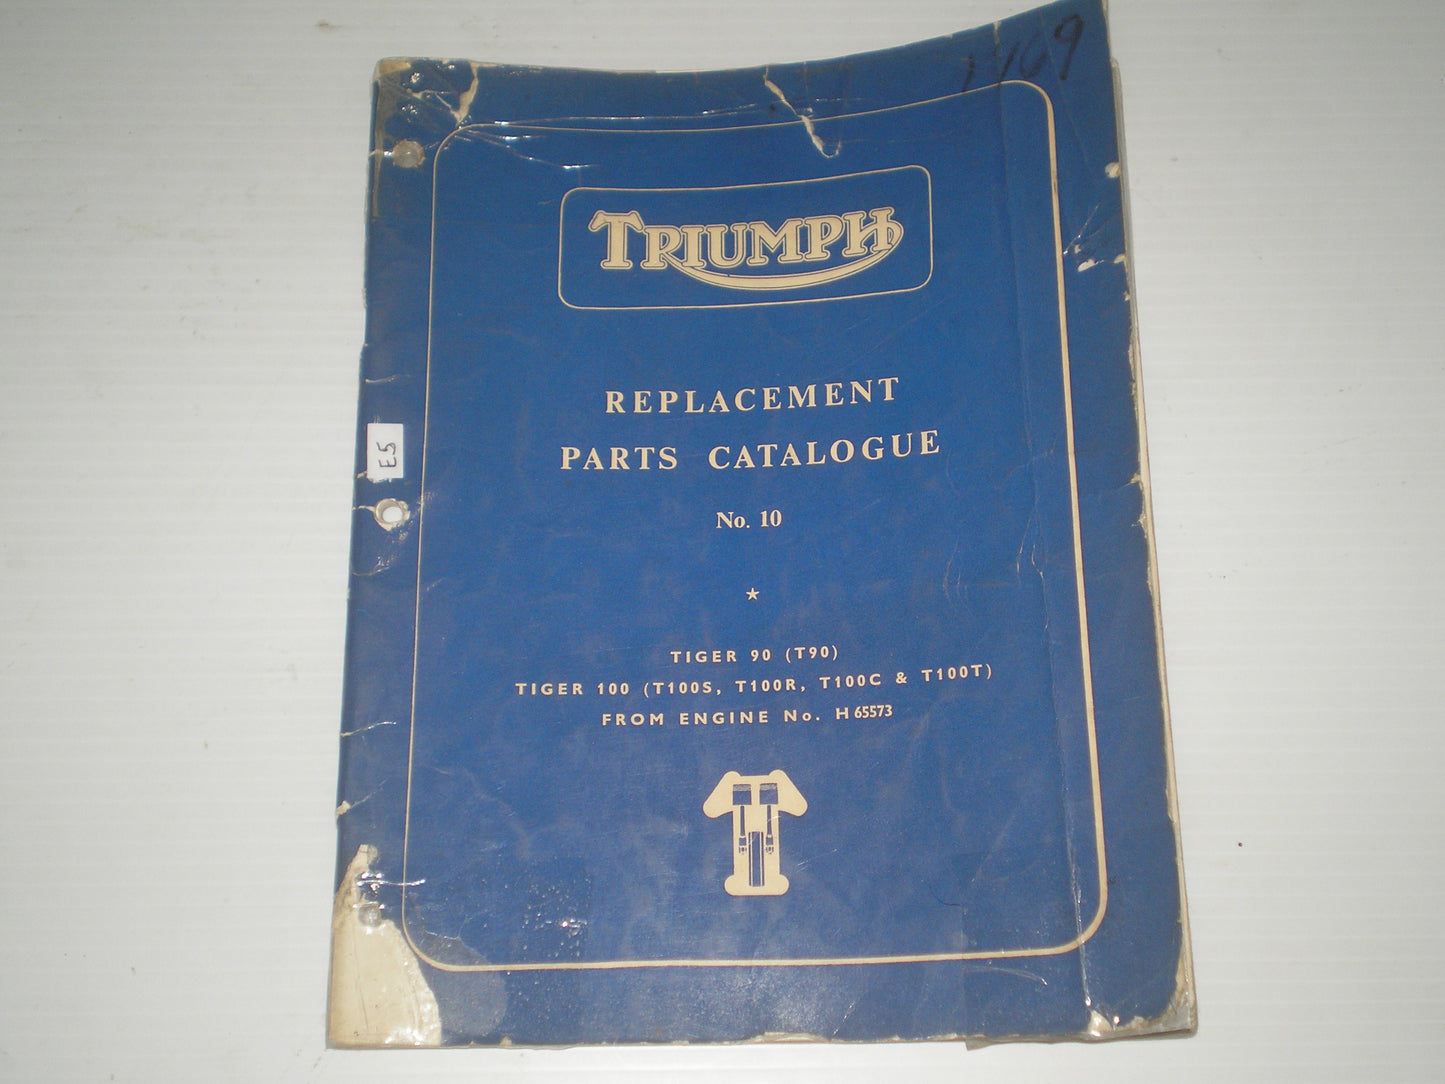 1969
TRIUMPH
REPLACEMENT
PARTS CATALOGUE
No. 10
E5
TIGER 90 (T90)
TIGER 100 (T100S, T100R, T100C & T100T)
FROM ENGINE No. H 65573